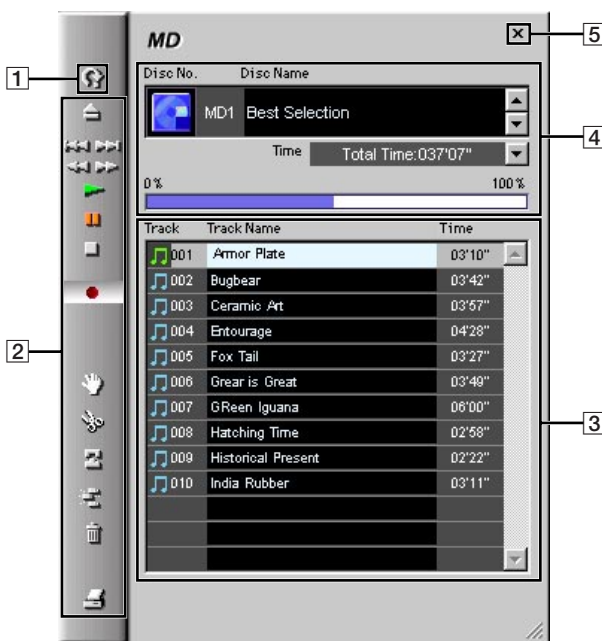 MD
5
1
Disc No. Disc Name
MD1 Best Selection
4
Time Total Time:037'07"
0% 100%
Track Track Name Time
001 Armor Plate 03'10"
002 Bugbear 03'42"
003 Ceramic Art 03'57"
004 Entourage 04'28"
2
005 Fox Tail 03'27"
006 Grear is Great 03'49"
3
007 GReen Iguana 06'00"
008 Hatching Time 02'58"
009 Historical Present 02'22"
010 India Rubber 03'11"